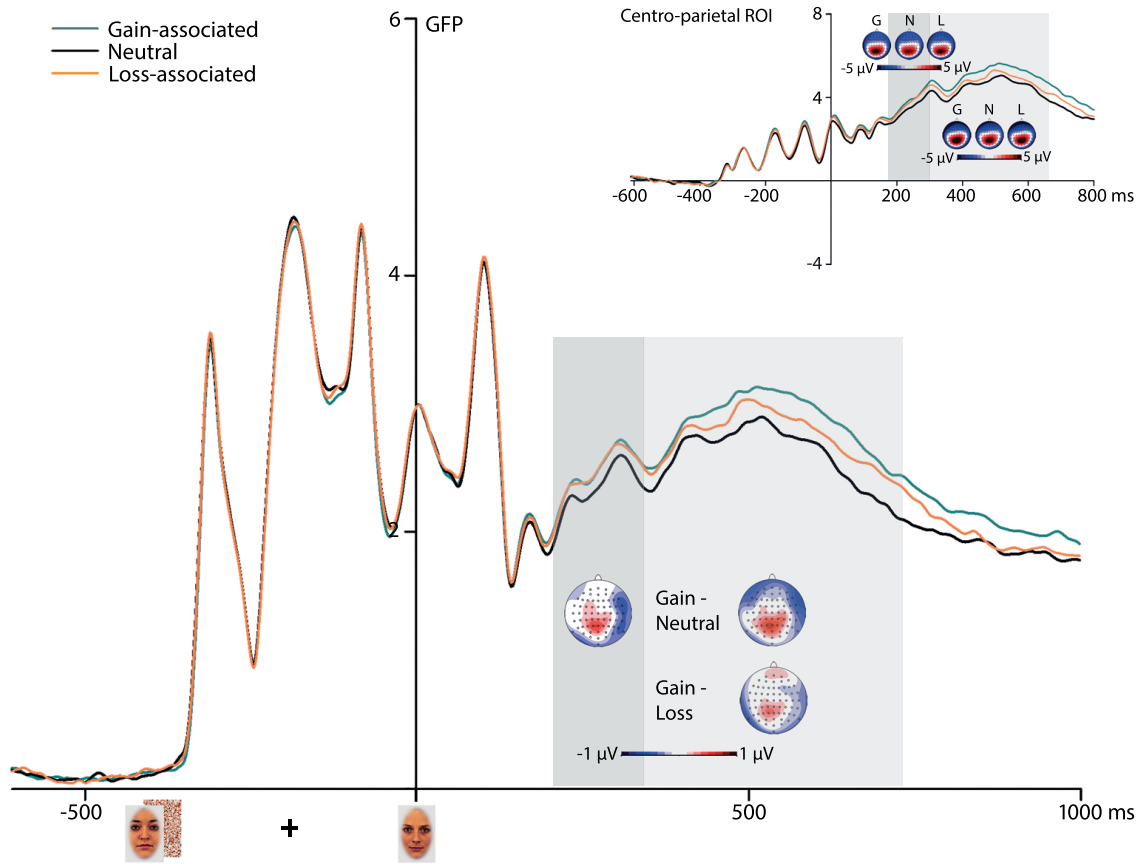 Gain-associated
Neutral
Loss-associated
6
GFP
4
2
Centro-parietal ROI
8
4
-4
G N L
-5 µV 5 µV
G N L
-5 µV 5 µV
-600 -400 -200 200 400 600 800 ms
Gain -
Neutral
Gain -
Loss
-1 µV 1 µV
-500 500 1000 ms
+